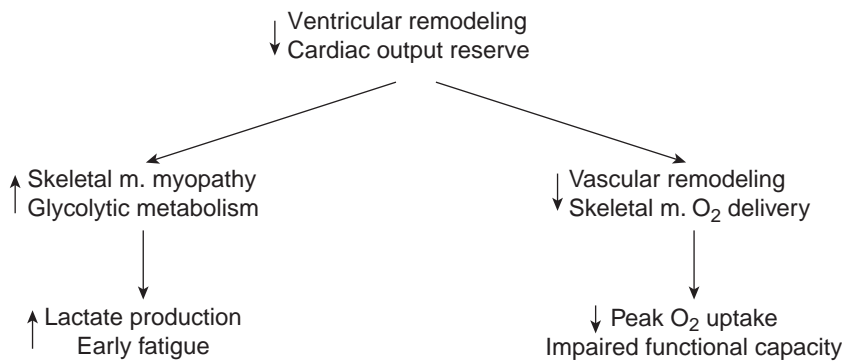 Ventricular remodeling
↓ Cardiac output reserve
Skeletal m. myopathy
↑ Glycolytic metabolism
Vascular remodeling
↓ Skeletal m. O₂ delivery
↑ Lactate production
Early fatigue
↓ Peak O₂ uptake
Impaired functional capacity